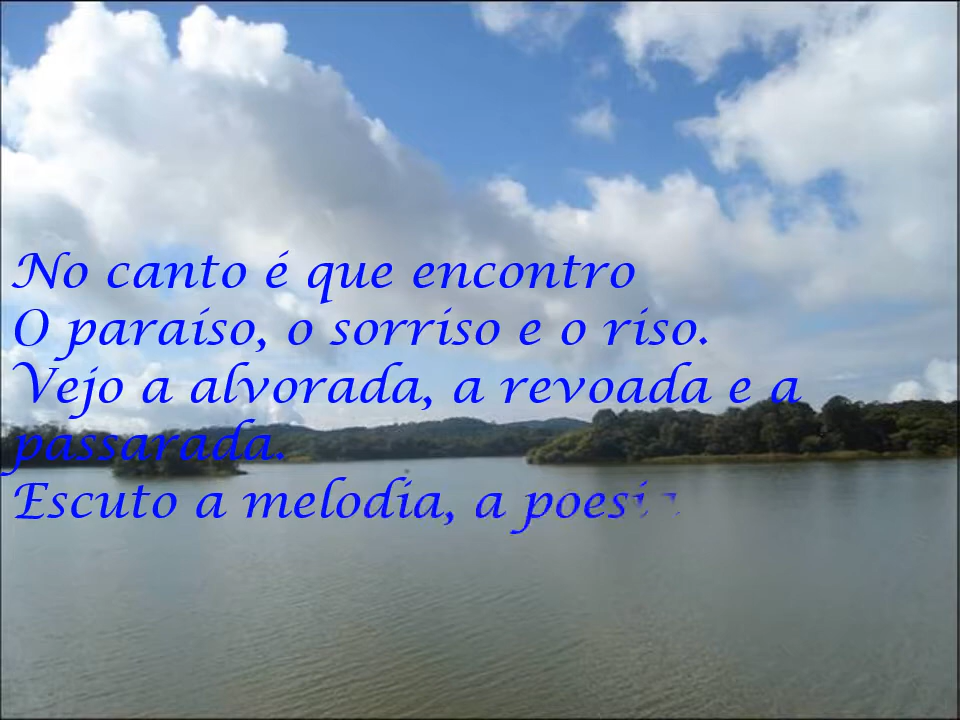 No canto é que encontro
O paraíso, o sorriso e o riso.
Vejo a alvorada, a revoada e a
passarada.
Escuto a melodia, a